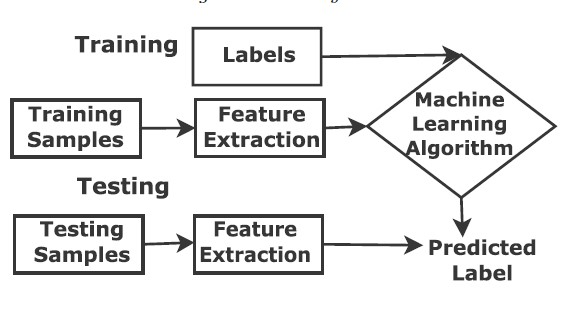 Training
Labels
Training
Samples
Feature
Extraction
Machine
Learning
Algorithm
Testing
Testing
Samples
Feature
Extraction
Predicted
Label